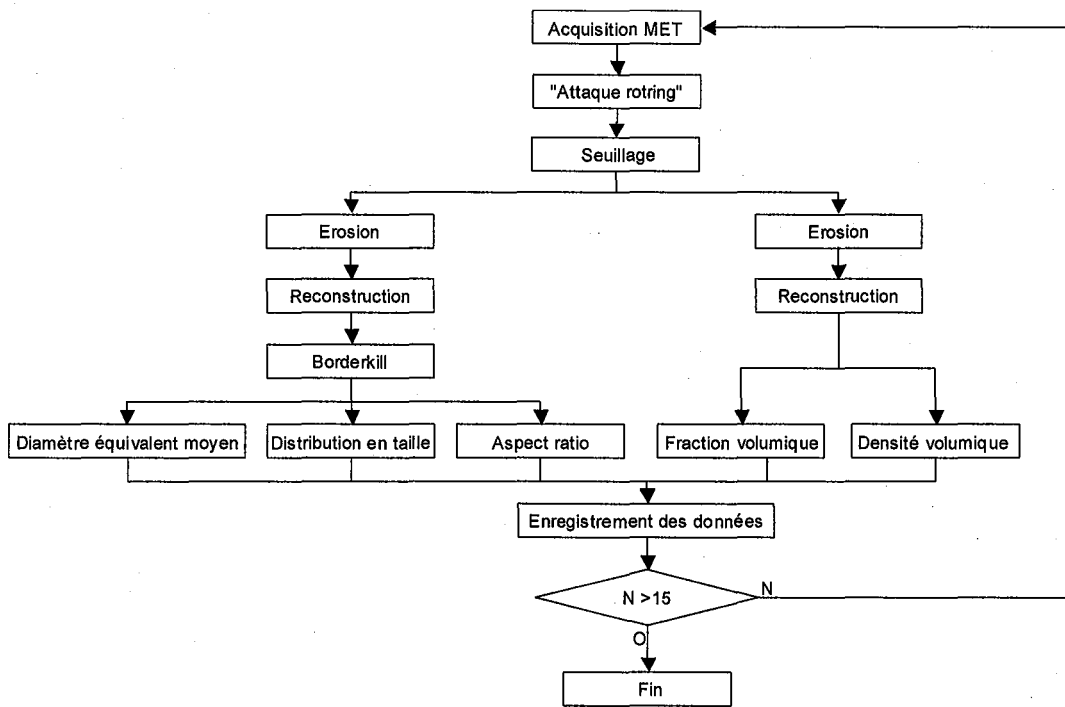 Acquisition MET
"Attaque rotring"
Seuillage
Erosion
Erosion
Reconstruction
Reconstruction
Borderkill
Diamètre équivalent moyen
Distribution en taille
Aspect ratio
Fraction volumique
Densité volumique
Enregistrement des données
N >15
N
O
Fin